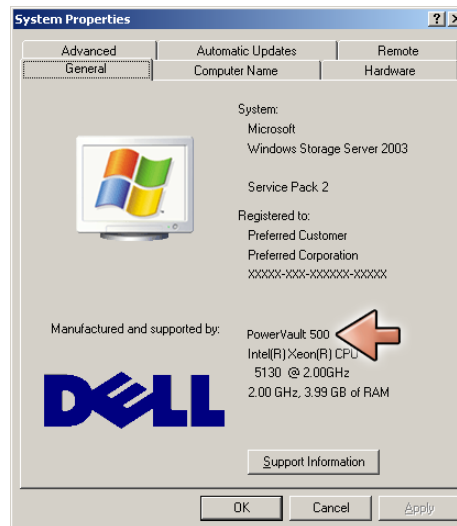 System Properties
Advanced
Automatic Updates
Remote
General
Computer Name
Hardware
System:
Microsoft
Windows Storage Server 2003
Service Pack 2
Registered to:
Preferred Customer
Preferred Corporation
XXXXX-XXX-XXXXXX-XXXXX
Manufactured and supported by:
DELL
PowerVault 500
Intel(R) Xeon(R) CPU
5130 @ 2.00GHz
2.00 GHz, 3.99 GB of RAM
Support Information
OK
Cancel
Apply